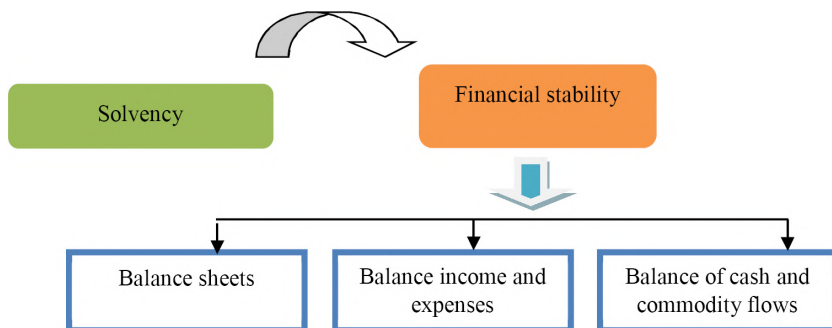 Solvency
Financial stability
Balance sheets
Balance income and
expenses
Balance of cash and
commodity flows